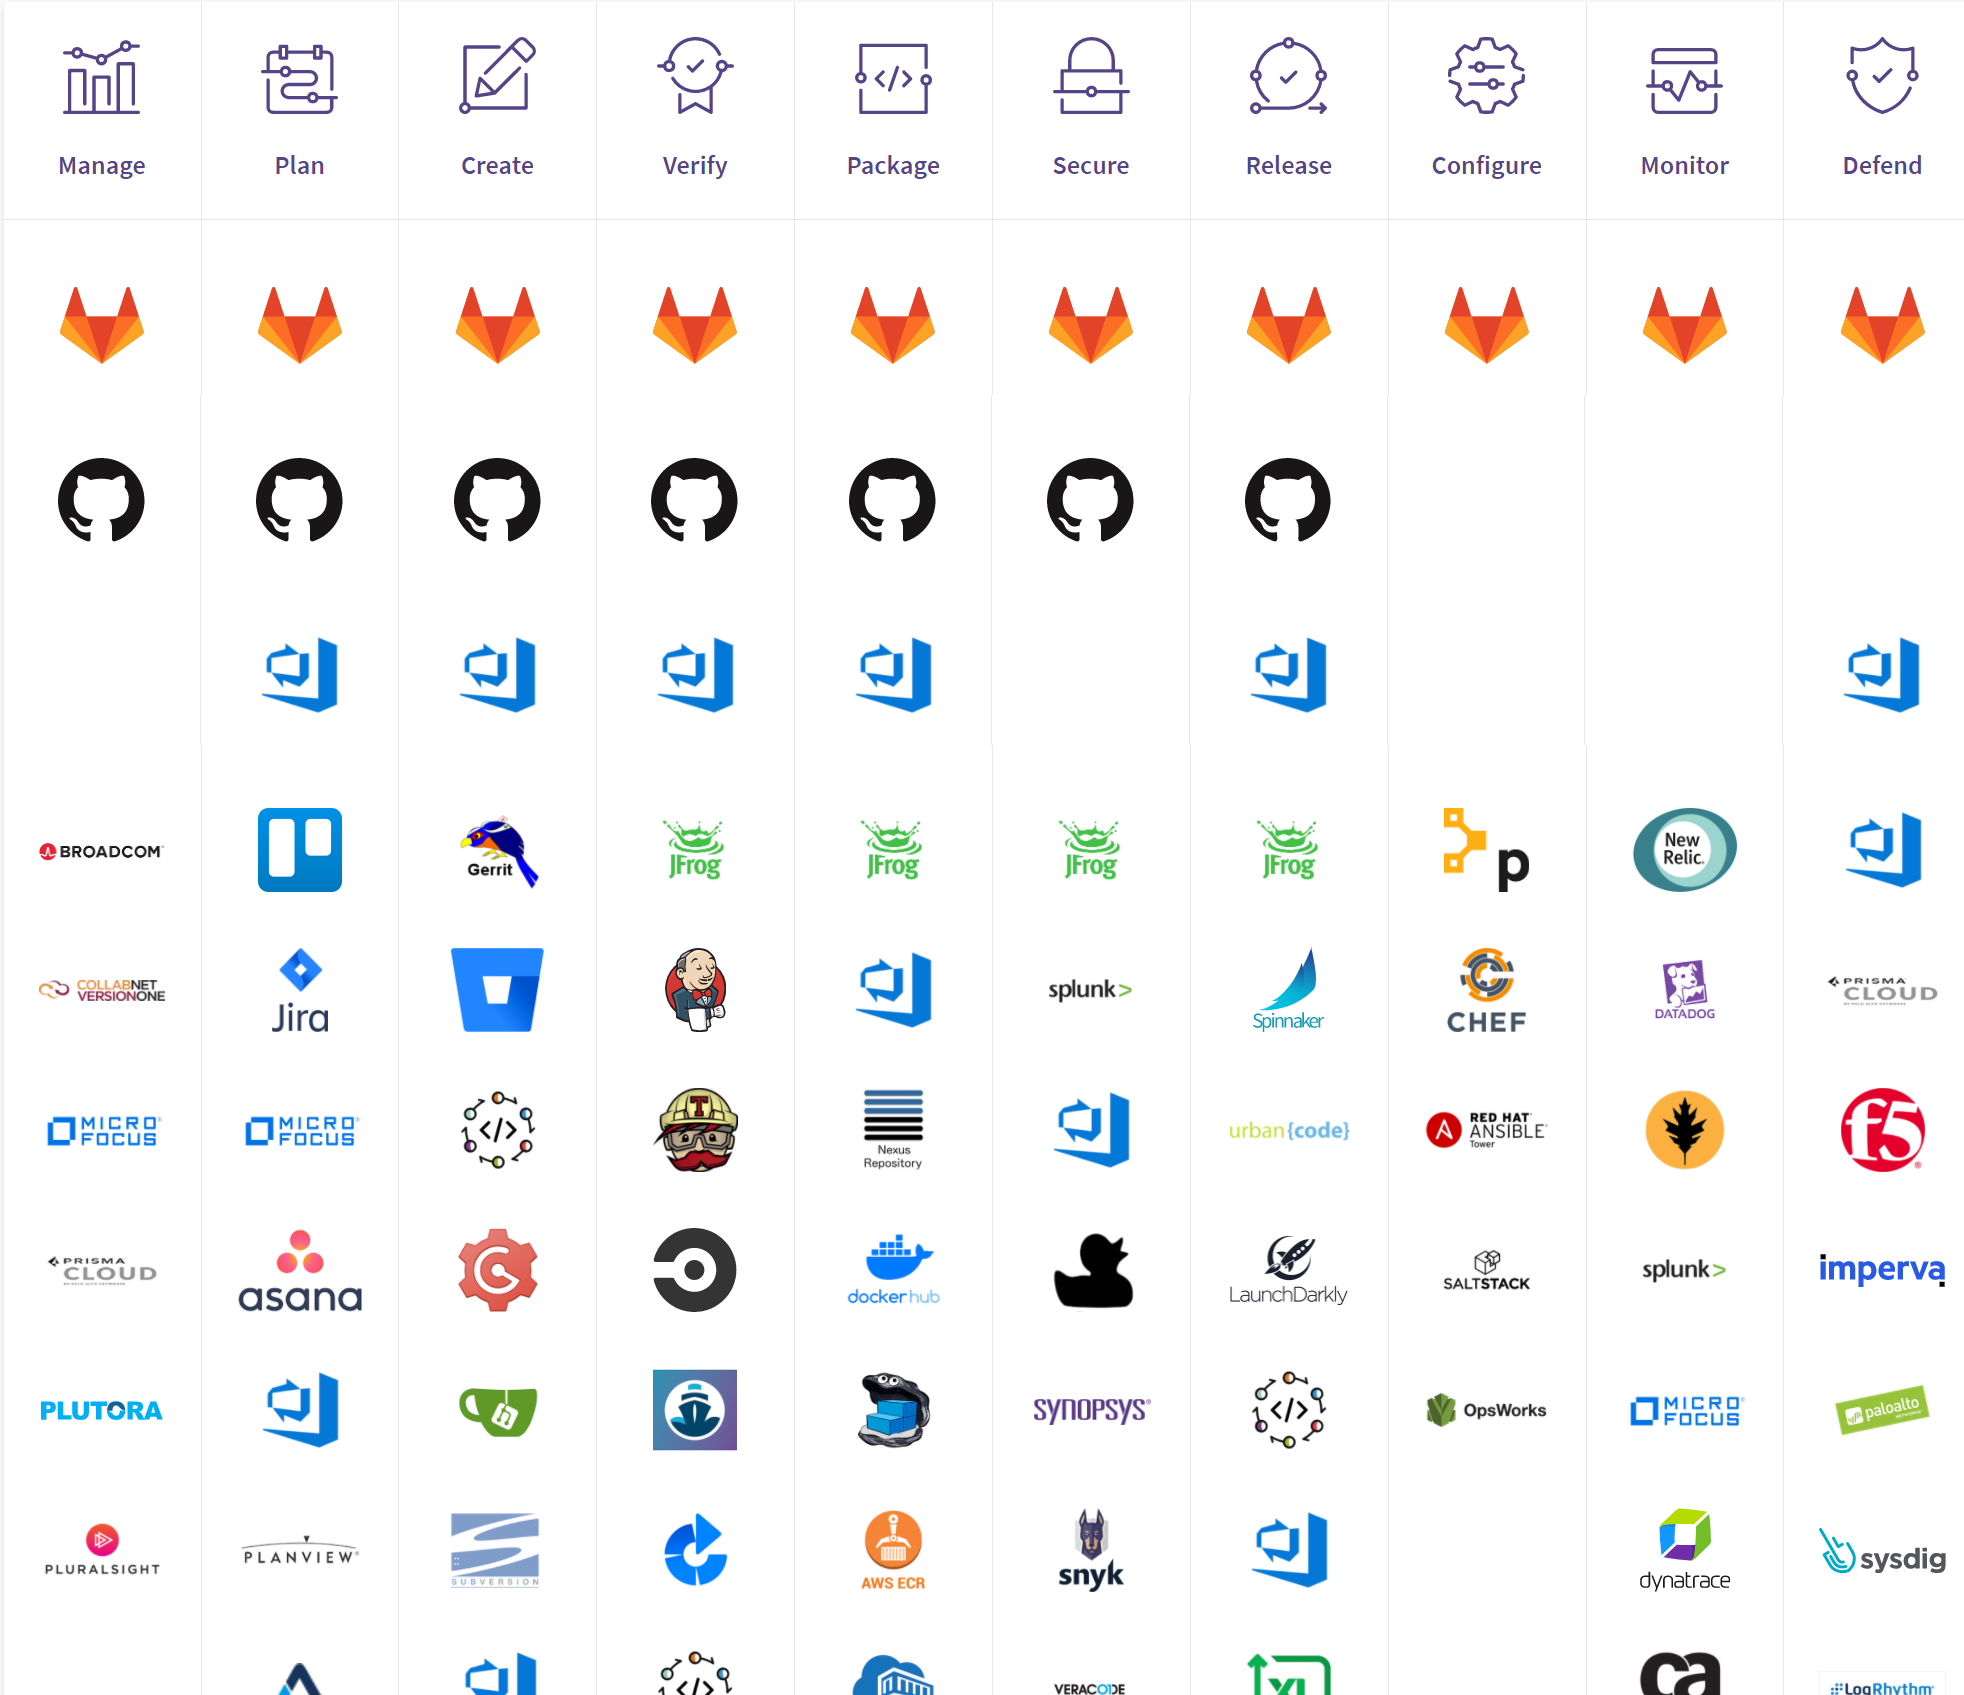 Manage Plan Create Verify Package Secure Release Configure Monitor Defend
BROADCOM Gerrit JFrog JFrog JFrog JFrog p New Relic.
COLLABNET VERSIONONE Jira splunk> Spinnaker CHEF DATADOG PRISMA CLOUD
MICRO FOCUS MICRO FOCUS </> T Nexus Repository urban{code} RED HAT ANSIBLE Tower f5
PRISMA CLOUD asana docker hub LaunchDarkly SALTSTACK splunk> imperva
PLUTORA SYNOPSYS </> OpsWorks MICRO FOCUS paloalto NETWORKS
PLURALSIGHT PLANVIEW SUBVERSION AWS ECR snyk dynatrace sysdig
</> VERACODE XL ca LogRhythm